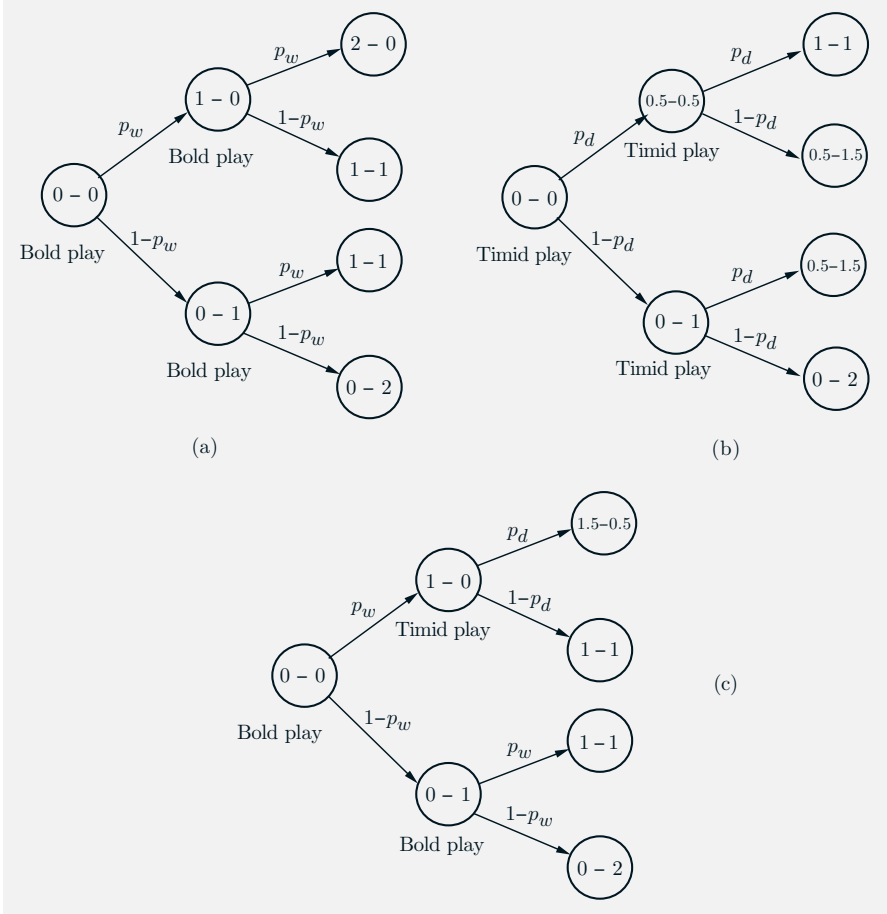 p_w
2 – 0
1 – 0
1–p_w
p_w
Bold play
1–1
0 – 0
1–p_w
Bold play
p_w
1–1
0 – 1
1–p_w
Bold play
0 – 2
(a)
p_d
1–1
0.5–0.5
1–p_d
p_d
Timid play
0.5–1.5
0 – 0
1–p_d
Timid play
p_d
0.5–1.5
0 – 1
1–p_d
Timid play
0 – 2
(b)
p_d
1.5–0.5
1 – 0
1–p_d
p_w
Timid play
1–1
0 – 0
1–p_w
Bold play
p_w
1–1
0 – 1
1–p_w
Bold play
0 – 2
(c)